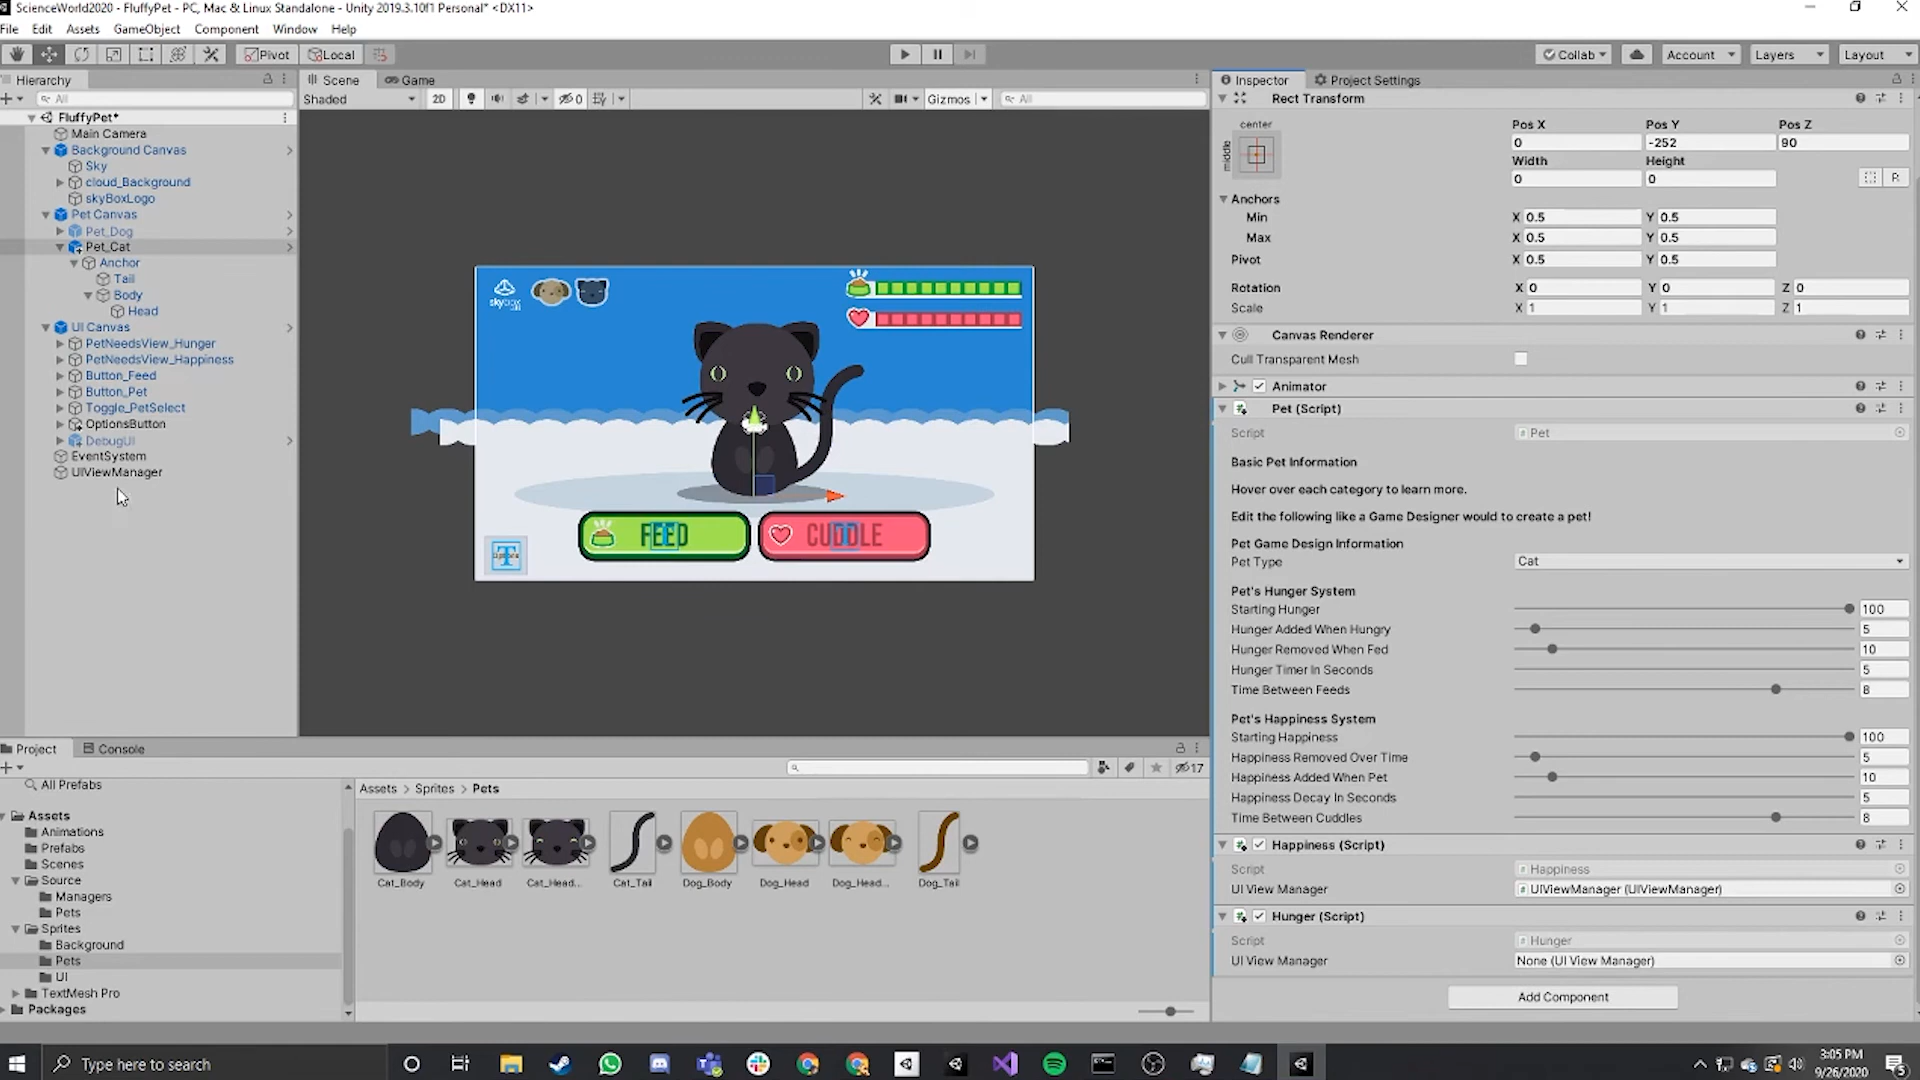 ScienceWorld2020 - FluffyPet - PC, Mac & Linux Standalone - Unity 2019.3.10f1 Personal* <DX11>
File Edit Assets GameObject Component Window Help
Pivot Local Collab Account Layers Layout
Hierarchy
All
FluffyPet*
Main Camera
Background Canvas
Sky
cloud_Background
skyBoxLogo
Pet Canvas
Pet_Dog
Pet_Cat
Anchor
Tail
Body
Head
UI Canvas
PetNeedsView_Hunger
PetNeedsView_Happiness
Button_Feed
Button_Pet
Toggle_PetSelect
OptionsButton
DebugUI
EventSystem
UIViewManager
Scene Game
Shaded 2D 0 Gizmos All
skybox
FEED CUDDLE
Inspector Project Settings
Rect Transform
center
middle
Pos X Pos Y Pos Z
0 -252 90
Width Height
0 0 R
Anchors
Min X 0.5 Y 0.5
Max X 0.5 Y 0.5
Pivot X 0.5 Y 0.5
Rotation X 0 Y 0 Z 0
Scale X 1 Y 1 Z 1
Canvas Renderer
Cull Transparent Mesh
Animator
Pet (Script)
Script Pet
Basic Pet Information
Hover over each category to learn more.
Edit the following like a Game Designer would to create a pet!
Pet Game Design Information
Pet Type Cat
Pet's Hunger System
Starting Hunger 100
Hunger Added When Hungry 5
Hunger Removed When Fed 10
Hunger Timer In Seconds 5
Time Between Feeds 8
Pet's Happiness System
Starting Happiness 100
Happiness Removed Over Time 5
Happiness Added When Pet 10
Happiness Decay In Seconds 5
Time Between Cuddles 8
Happiness (Script)
Script Happiness
UI View Manager UIViewManager (UIViewManager)
Hunger (Script)
Script Hunger
UI View Manager None (UI View Manager)
Add Component
Project Console
17
All Prefabs
Assets
Animations
Prefabs
Scenes
Source
Managers
Pets
Sprites
Background
Pets
UI
TextMesh Pro
Packages
Assets > Sprites > Pets
Cat_Body Cat_Head Cat_Head... Cat_Tail Dog_Body Dog_Head Dog_Head... Dog_Tail
Type here to search
3:05 PM
9/26/2020
5